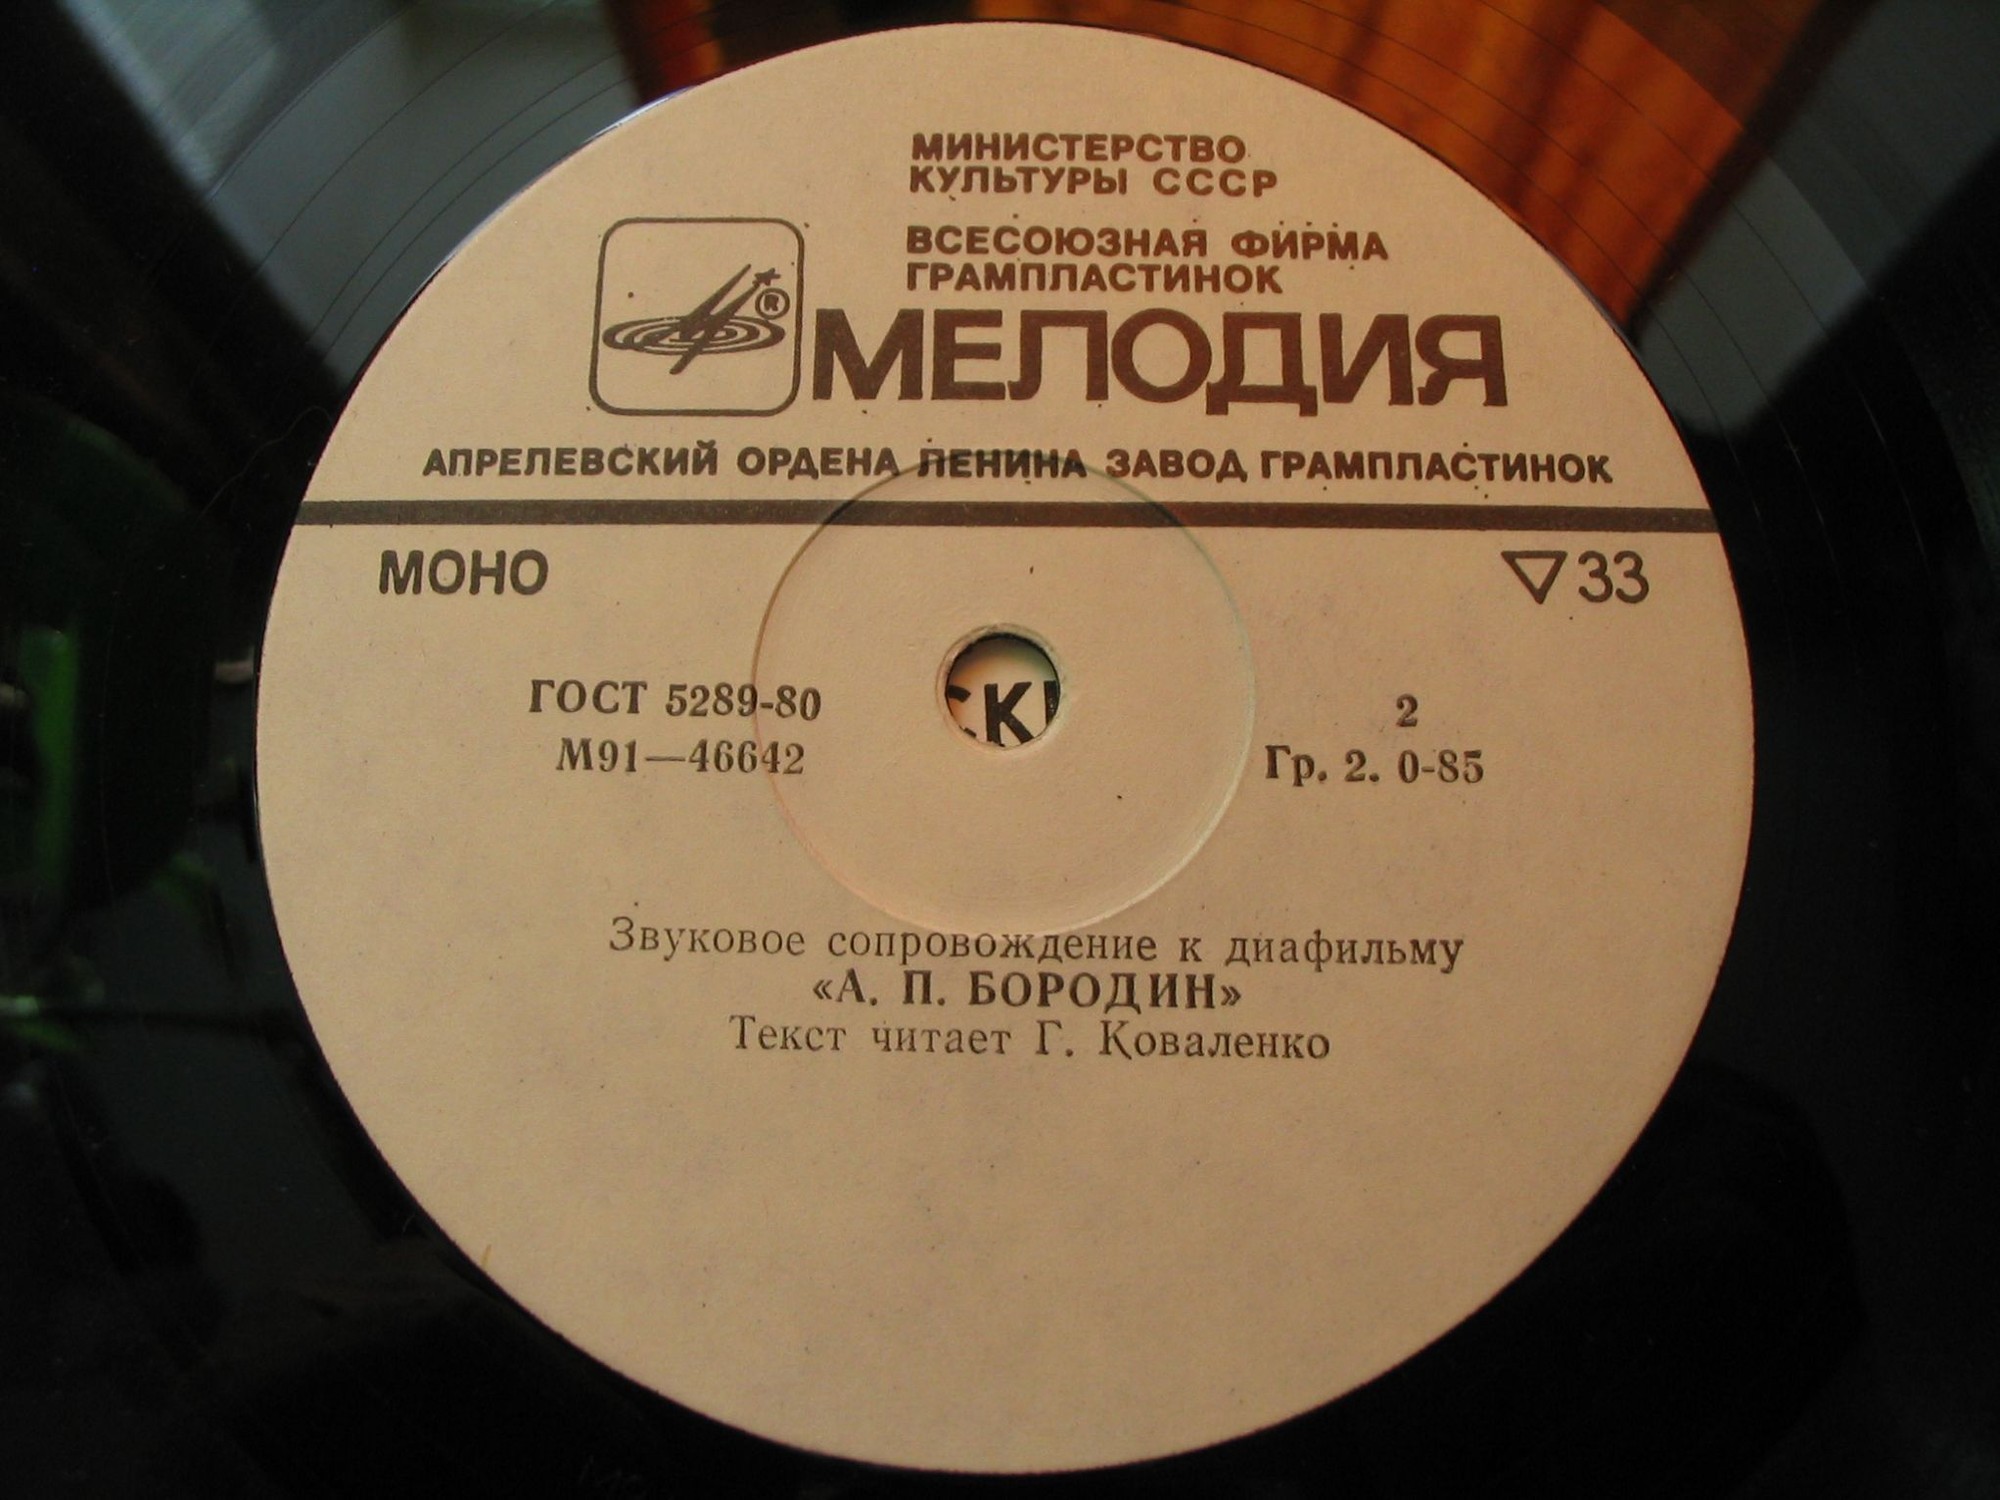 МИНИСТЕРСТВО
КУЛЬТУРЫ СССР
ВСЕСОЮЗНАЯ ФИРМА
ГРАМПЛАСТИНОК
®
МЕЛОДИЯ
АПРЕЛЕВСКИЙ ОРДЕНА ЛЕНИНА ЗАВОД ГРАМПЛАСТИНОК
МОНО
▽33
ГОСТ 5289-80
М91—46642
2
Гр. 2. 0-85
Звуковое сопровождение к диафильму
«А. П. БОРОДИН»
Текст читает Г. Коваленко